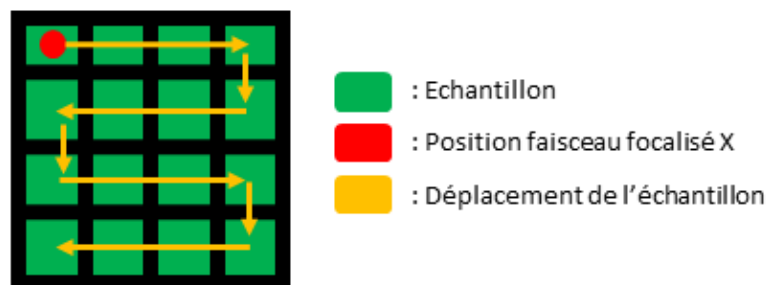 : Echantillon
: Position faisceau focalisé X
: Déplacement de l'échantillon